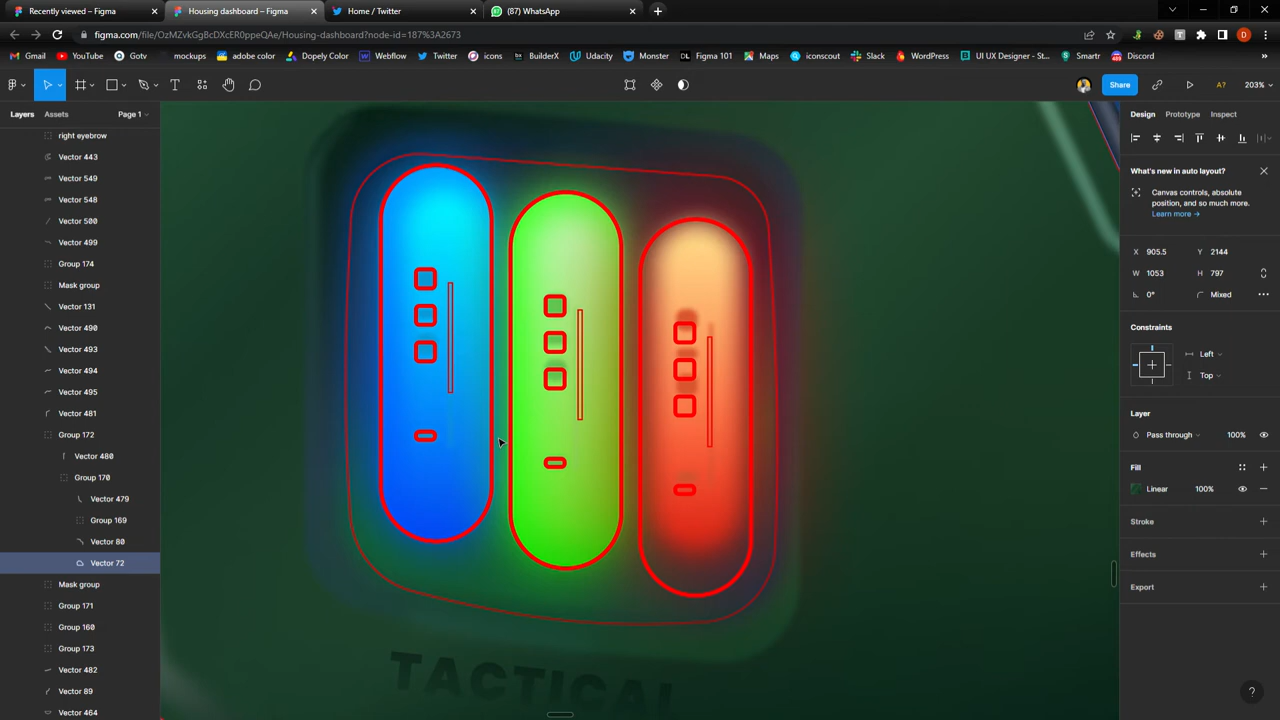 Recently viewed – Figma
Housing dashboard – Figma
Home / Twitter
(87) WhatsApp
figma.com/file/OzMZvkGgBcDXcER0ppeQAe/Housing-dashboard?node-id=187%3A2673
Gmail YouTube Gotv mockups adobe color Dopely Color Webflow Twitter icons BuilderX Udacity Monster Figma 101 Maps iconscout Slack WordPress UI UX Designer - St... Smartr Discord
Share
A?
203%
Layers Assets Page 1
Design Prototype Inspect
right eyebrow
Vector 443
Vector 549
Vector 548
Vector 500
Vector 499
Group 174
Mask group
Vector 131
Vector 490
Vector 493
Vector 494
Vector 495
Vector 481
Group 172
Vector 480
Group 170
Vector 479
Group 169
Vector 80
Vector 72
Mask group
Group 171
Group 160
Group 173
Vector 482
Vector 89
Vector 464
TACTICAL
What's new in auto layout?
Canvas controls, absolute
position, and so much more.
Learn more →
X 905.5 Y 2144
W 1053 H 797
0° Mixed
Constraints
Left
Top
Layer
Pass through 100%
Fill
Linear 100%
Stroke
Effects
Export
?